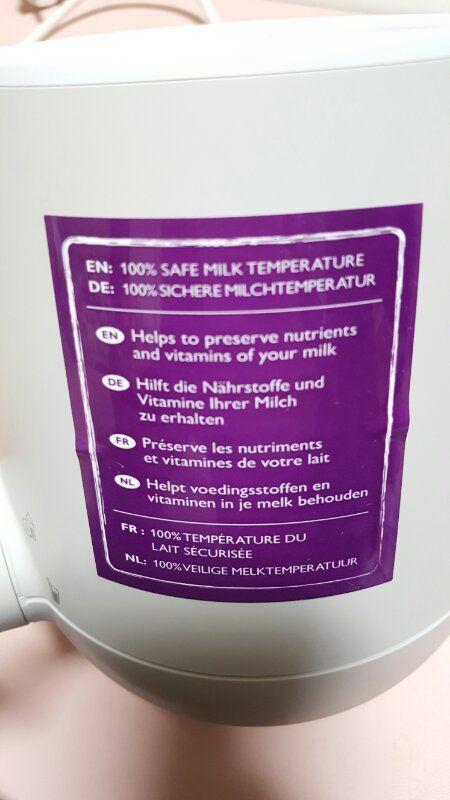 EN: 100% SAFE MILK TEMPERATURE
DE: 100% SICHERE MILCHTEMPERATUR
EN Helps to preserve nutrients
and vitamins of your milk
DE Hilft die Nährstoffe und
Vitamine Ihrer Milch
zu erhalten
FR Préserve les nutriments
et vitamines de votre lait
NL Helpt voedingsstoffen en
vitaminen in je melk behouden
FR : 100% TEMPÉRATURE DU
LAIT SÉCURISÉE
NL: 100% VEILIGE MELKTEMPERATUUR